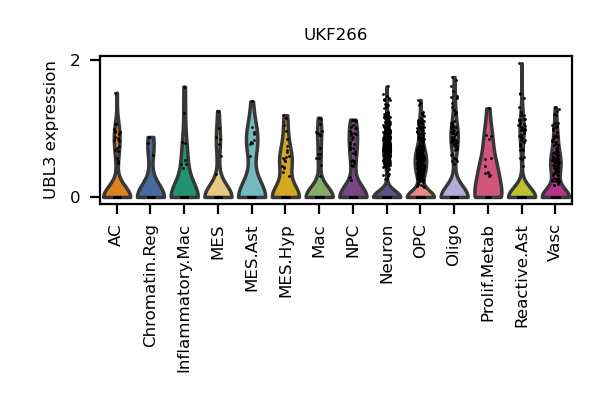 UKF266
UBL3 expression
2
0
AC
Chromatin.Reg
Inflammatory.Mac
MES
MES.Ast
MES.Hyp
Mac
NPC
Neuron
OPC
Oligo
Prolif.Metab
Reactive.Ast
Vasc